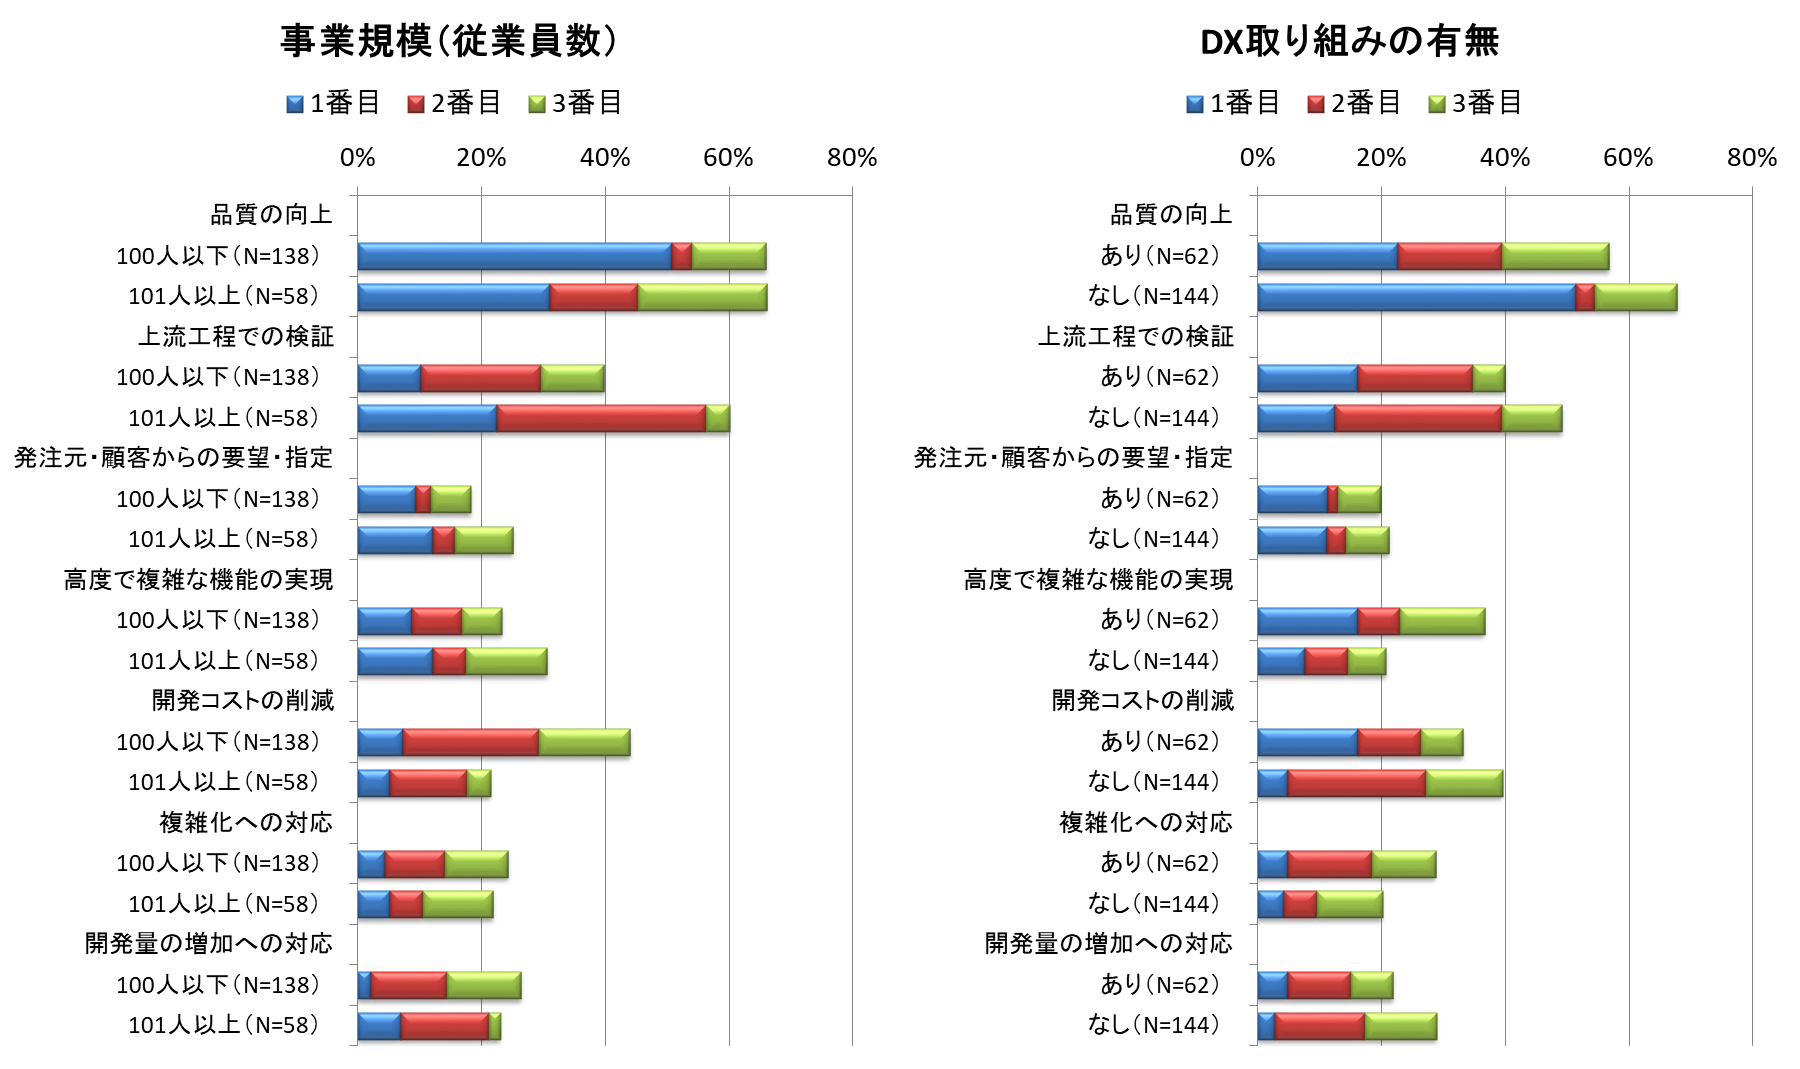 事業規模（従業員数）
1番目 2番目 3番目
0% 20% 40% 60% 80%
品質の向上
100人以下（N=138）
101人以上（N=58）
上流工程での検証
100人以下（N=138）
101人以上（N=58）
発注元・顧客からの要望・指定
100人以下（N=138）
101人以上（N=58）
高度で複雑な機能の実現
100人以下（N=138）
101人以上（N=58）
開発コストの削減
100人以下（N=138）
101人以上（N=58）
複雑化への対応
100人以下（N=138）
101人以上（N=58）
開発量の増加への対応
100人以下（N=138）
101人以上（N=58）
DX取り組みの有無
1番目 2番目 3番目
0% 20% 40% 60% 80%
品質の向上
あり（N=62）
なし（N=144）
上流工程での検証
あり（N=62）
なし（N=144）
発注元・顧客からの要望・指定
あり（N=62）
なし（N=144）
高度で複雑な機能の実現
あり（N=62）
なし（N=144）
開発コストの削減
あり（N=62）
なし（N=144）
複雑化への対応
あり（N=62）
なし（N=144）
開発量の増加への対応
あり（N=62）
なし（N=144）